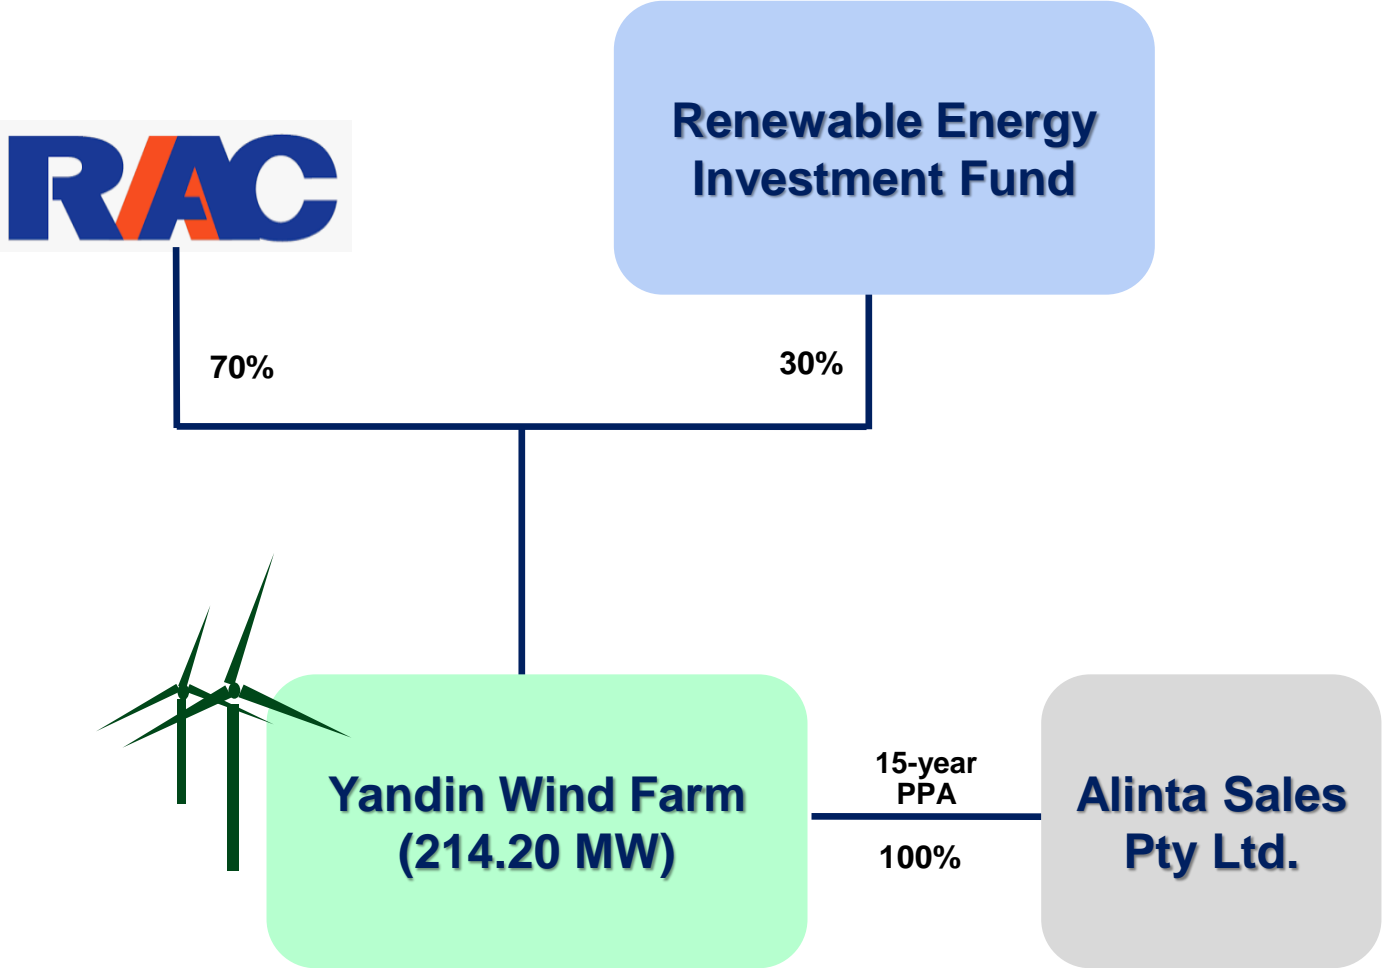 RAC
Renewable Energy
Investment Fund
70%
30%
Yandin Wind Farm
(214.20 MW)
15-year
PPA
100%
Alinta Sales
Pty Ltd.